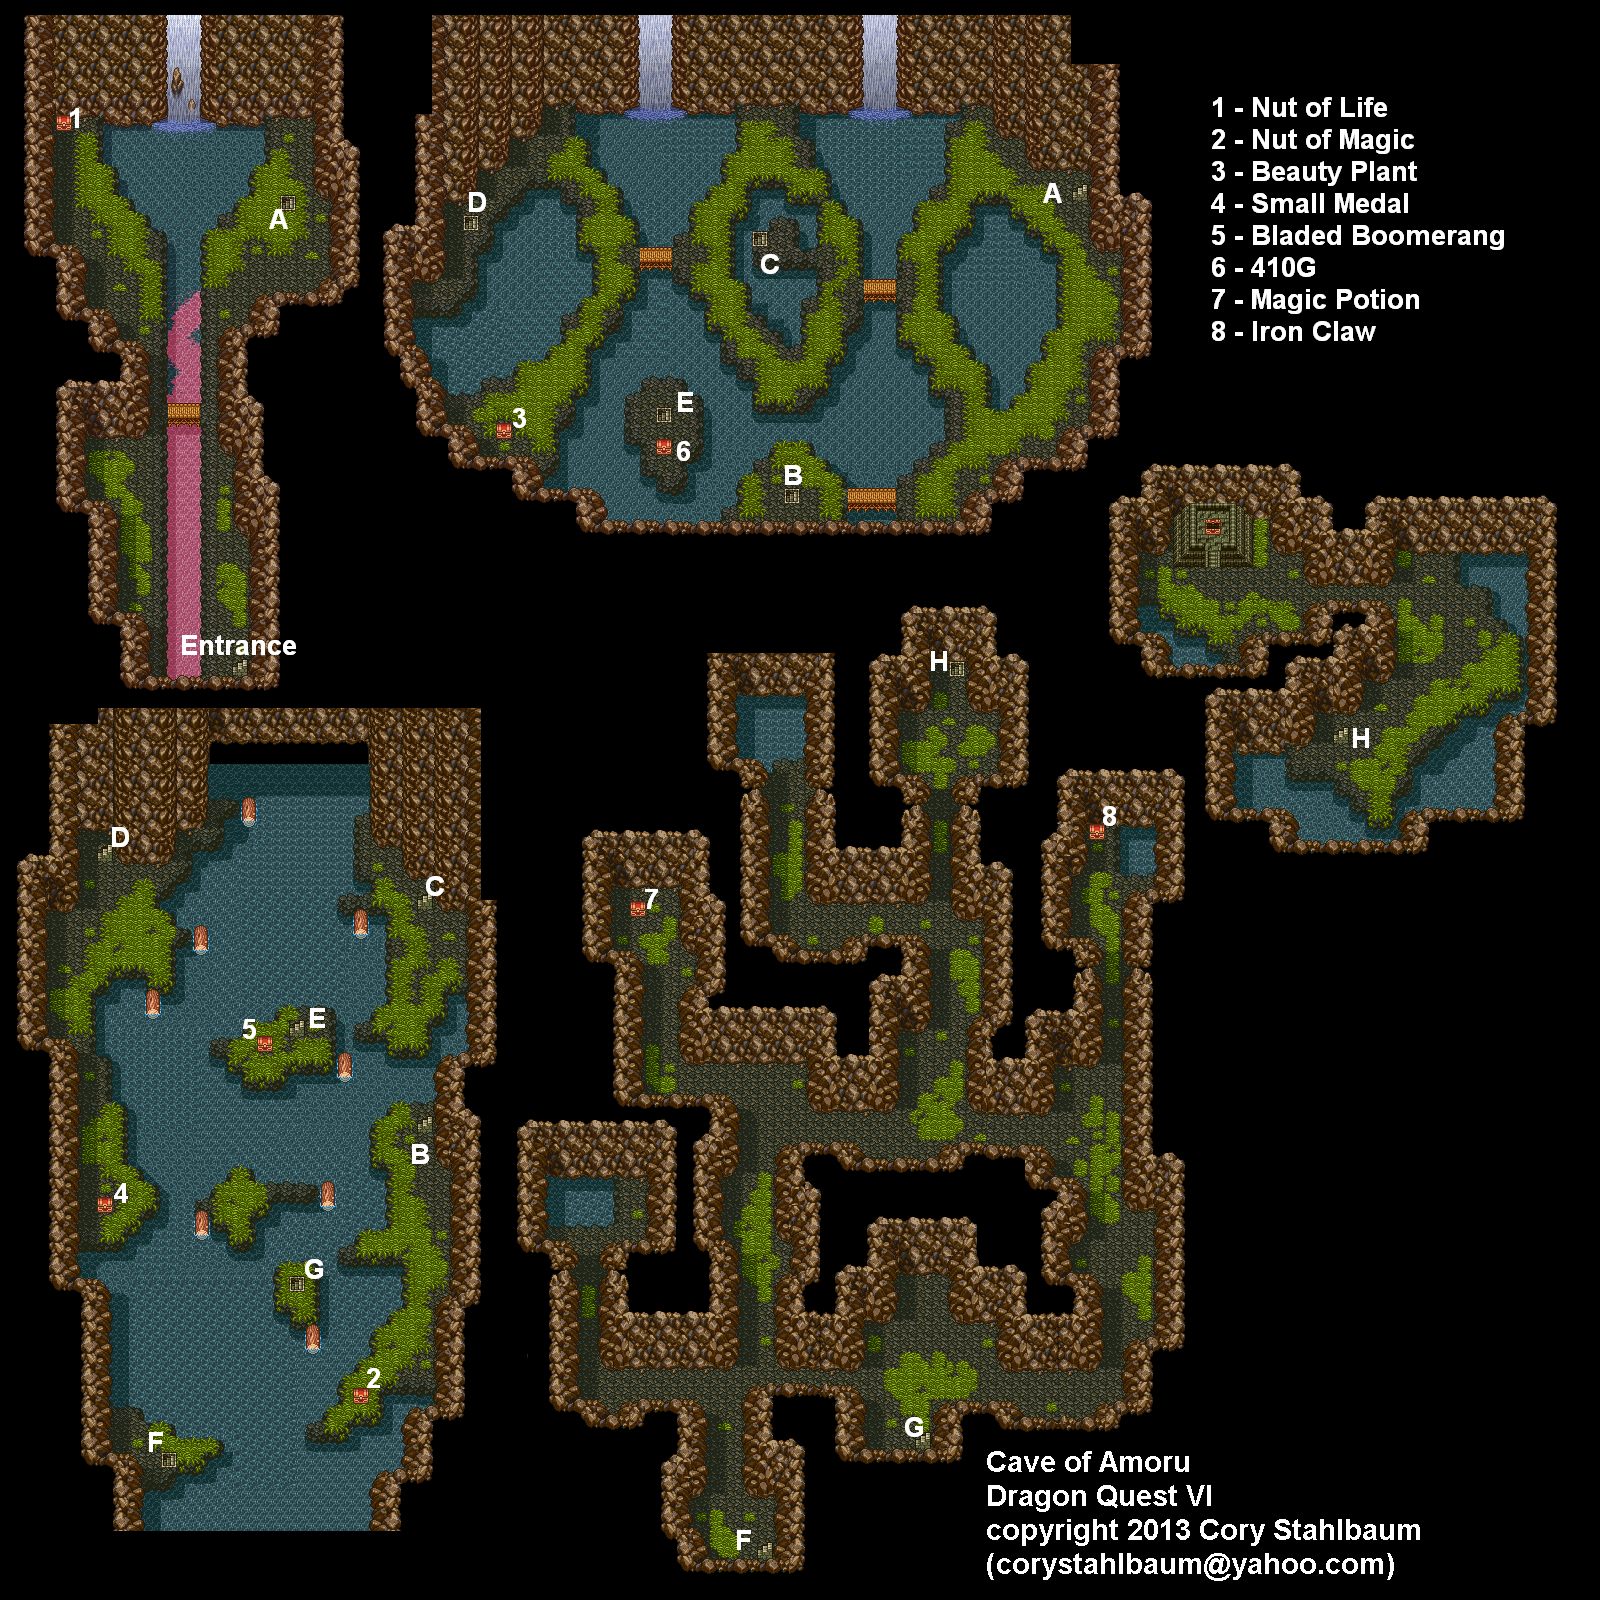 1
A
D
A
C
3
E
6
B
1 - Nut of Life
2 - Nut of Magic
3 - Beauty Plant
4 - Small Medal
5 - Bladed Boomerang
6 - 410G
7 - Magic Potion
8 - Iron Claw
Entrance
H
H
D
C
8
7
5
E
B
4
G
2
F
G
F
Cave of Amoru
Dragon Quest VI
copyright 2013 Cory Stahlbaum
(corystahlbaum@yahoo.com)